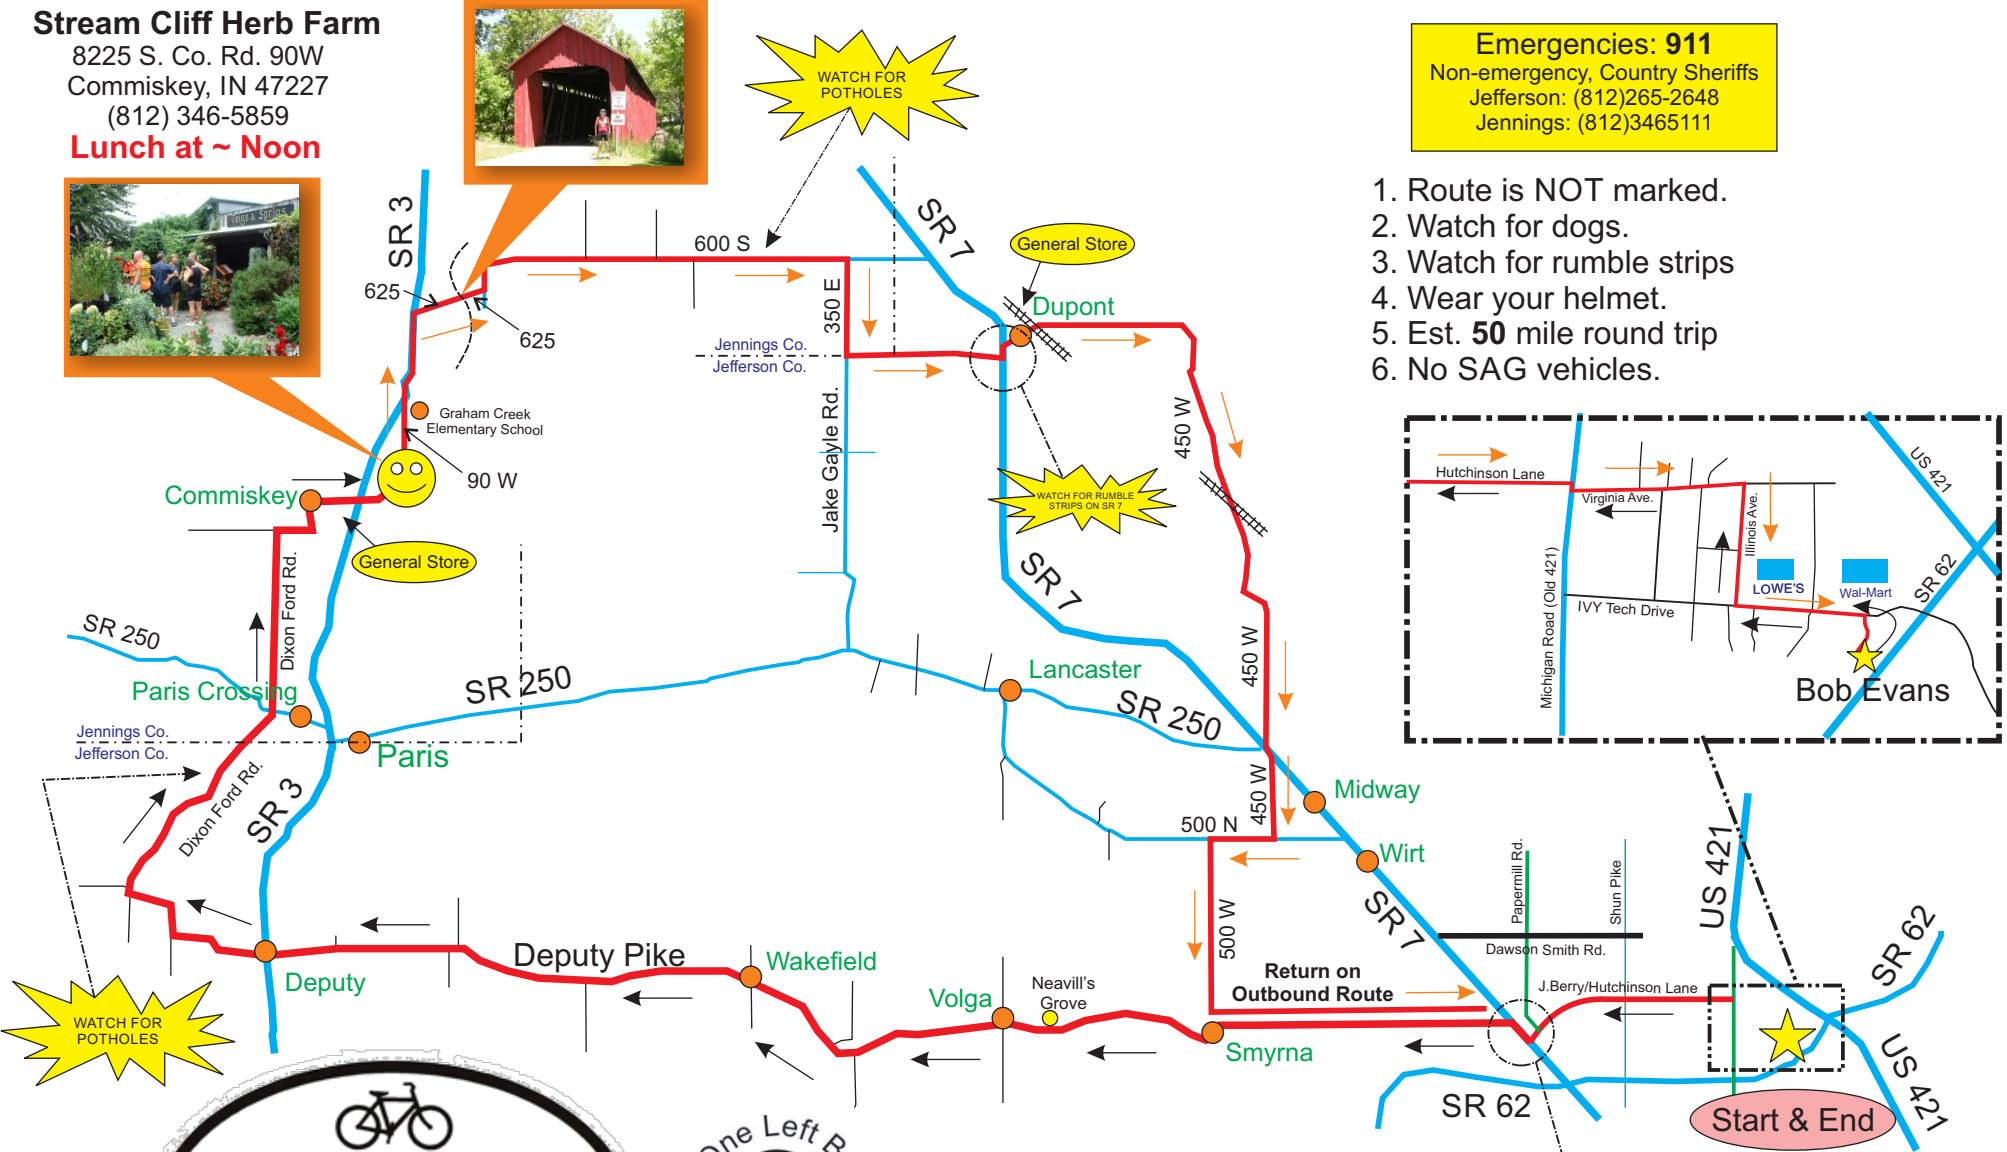 Stream Cliff Herb Farm
8225 S. Co. Rd. 90W
Commiskey, IN 47227
(812) 346-5859
Lunch at ~ Noon
WATCH FOR
POTHOLES
Emergencies: 911
Non-emergency, Country Sheriffs
Jefferson: (812)265-2648
Jennings: (812)3465111
1. Route is NOT marked.
2. Watch for dogs.
3. Watch for rumble strips
4. Wear your helmet.
5. Est. 50 mile round trip
6. No SAG vehicles.
SR 3
600 S
SR 7
General Store
625
625
350 E
Dupont
Jennings Co.
Jefferson Co.
Graham Creek
Elementary School
90 W
Jake Gayle Rd.
450 W
WATCH FOR RUMBLE
STRIPS ON SR 7
Commiskey
General Store
Dixon Ford Rd.
SR 7
SR 250
Paris Crossing
SR 250
Lancaster
SR 250
450 W
Jennings Co.
Jefferson Co.
Paris
Dixon Ford Rd.
SR 3
450 W
Midway
500 N
Wirt
SR 7
500 W
Hutchinson Lane
Virginia Ave.
Illinois Ave.
US 421
SR 62
Michigan Road (Old 421)
LOWE'S
Wal-Mart
IVY Tech Drive
Bob Evans
Papermill Rd.
Shun Pike
US 421
SR 62
Dawson Smith Rd.
J.Berry/Hutchinson Lane
Return on
Outbound Route
Deputy Pike
Wakefield
Deputy
Volga
Neavill's
Grove
Smyrna
SR 62
US 421
Start & End
WATCH FOR
POTHOLES
One Left B